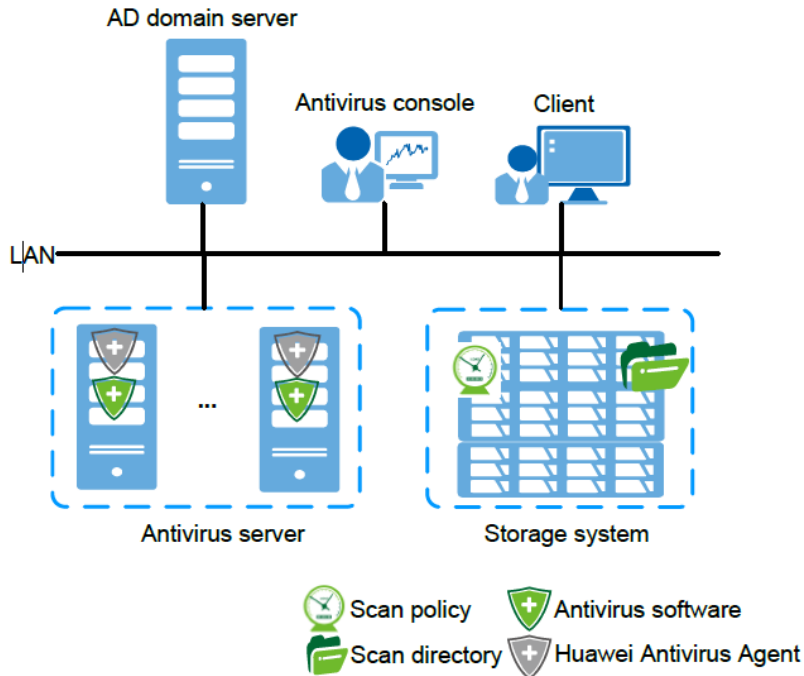 AD domain server
Antivirus console
Client
LAN
...
Antivirus server
Storage system
Scan policy
Antivirus software
Scan directory
Huawei Antivirus Agent